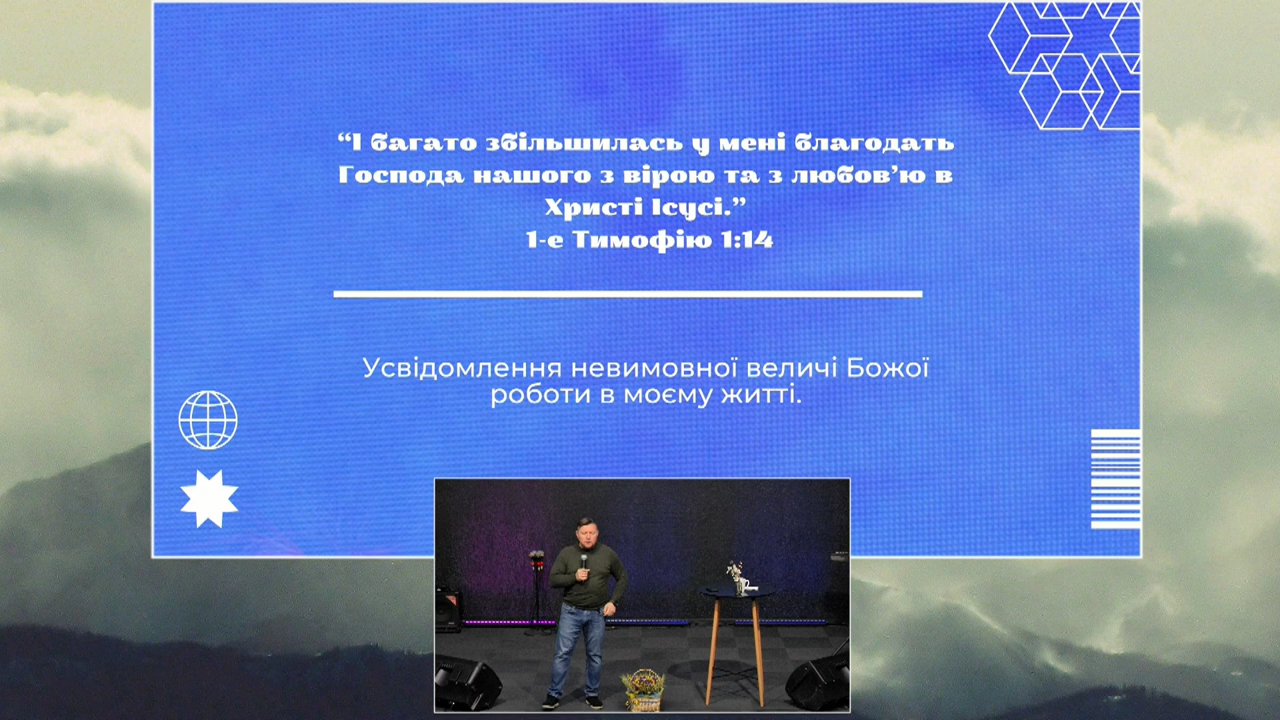 “І багато збільшилась у мені благодать
Господа нашого з вірою та з любов’ю в
Христі Ісусі.”
1-е Тимофію 1:14
Усвідомлення невимовної величі Божої
роботи в моєму житті.